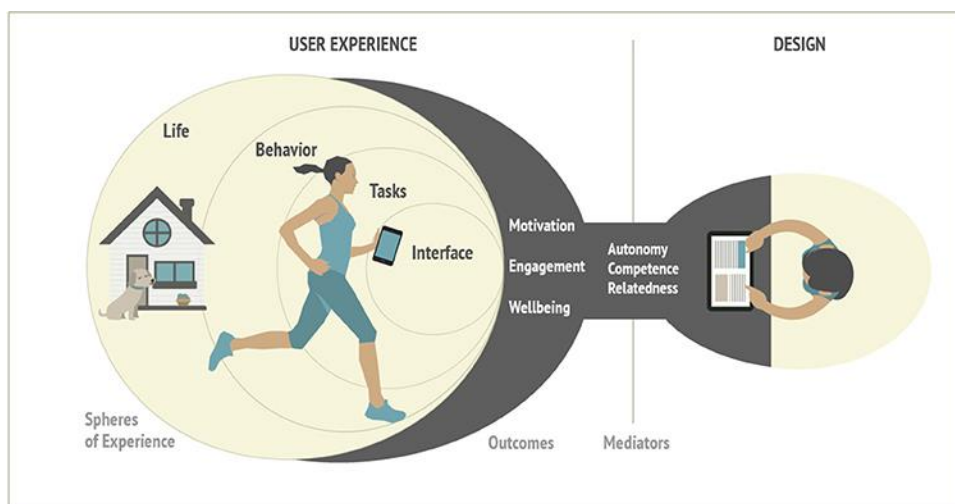 USER EXPERIENCE
DESIGN
Life
Behavior
Tasks
Interface
Motivation
Engagement
Wellbeing
Autonomy
Competence
Relatedness
Spheres
of Experience
Outcomes
Mediators